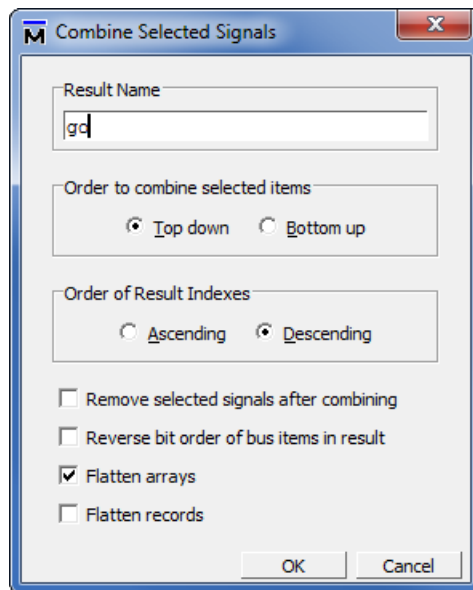 M Combine Selected Signals
Result Name
go
Order to combine selected items
Top down Bottom up
Order of Result Indexes
Ascending Descending
Remove selected signals after combining
Reverse bit order of bus items in result
Flatten arrays
Flatten records
OK Cancel